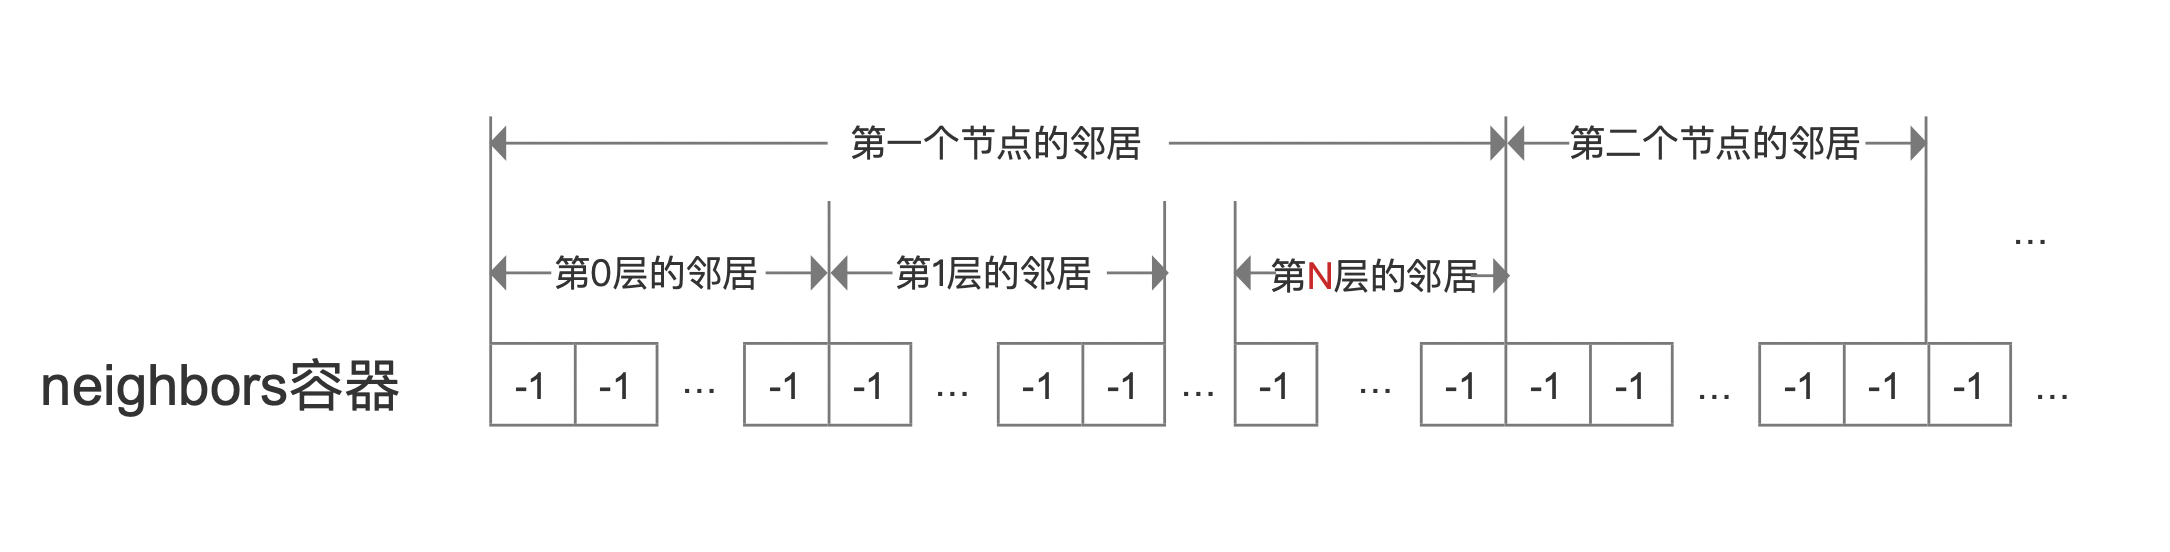 第一个节点的邻居 第二个节点的邻居
...
第0层的邻居 第1层的邻居 第N层的邻居
neighbors容器 -1 -1 ... -1 -1 ... -1 -1 ... -1 ... -1 -1 -1 ... -1 -1 -1 ...